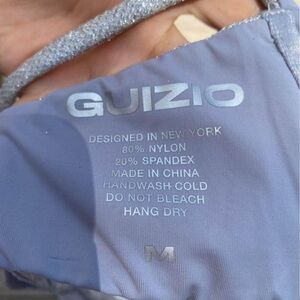 GUIZIO
DESIGNED IN NEW YORK
80% NYLON
20% SPANDEX
MADE IN CHINA
HANDWASH COLD
DO NOT BLEACH
HANG DRY
M